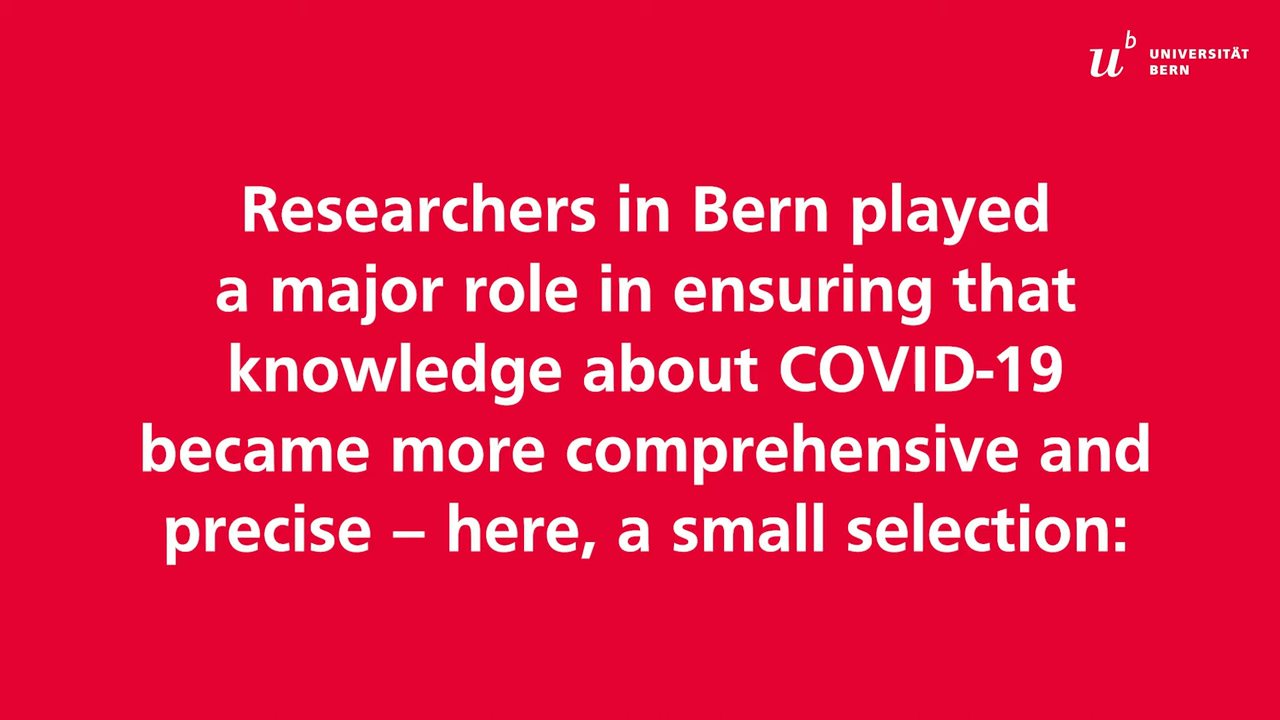 u^b UNIVERSITÄT
BERN
Researchers in Bern played
a major role in ensuring that
knowledge about COVID-19
became more comprehensive and
precise – here, a small selection: